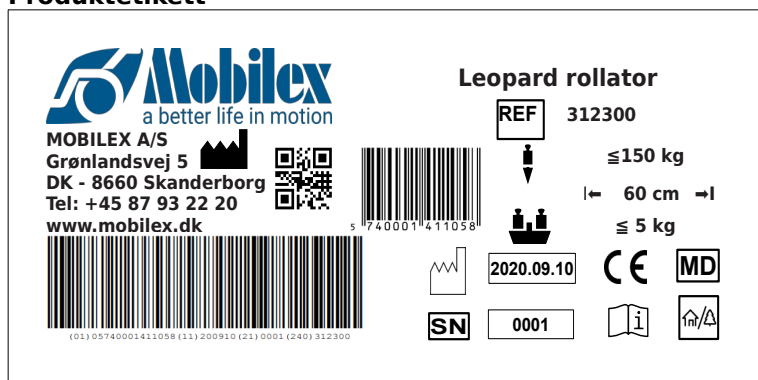 Produktetikett
Mobilex
a better life in motion
MOBILEX A/S
Grønlandsvej 5
DK - 8660 Skanderborg
Tel: +45 87 93 22 20
www.mobilex.dk
5 740001 411058
(01)05740001411058(11)200910(21)0001(240)312300
Leopard rollator
REF 312300
≦150 kg
60 cm
≦ 5 kg
2020.09.10 CE MD
SN 0001 i